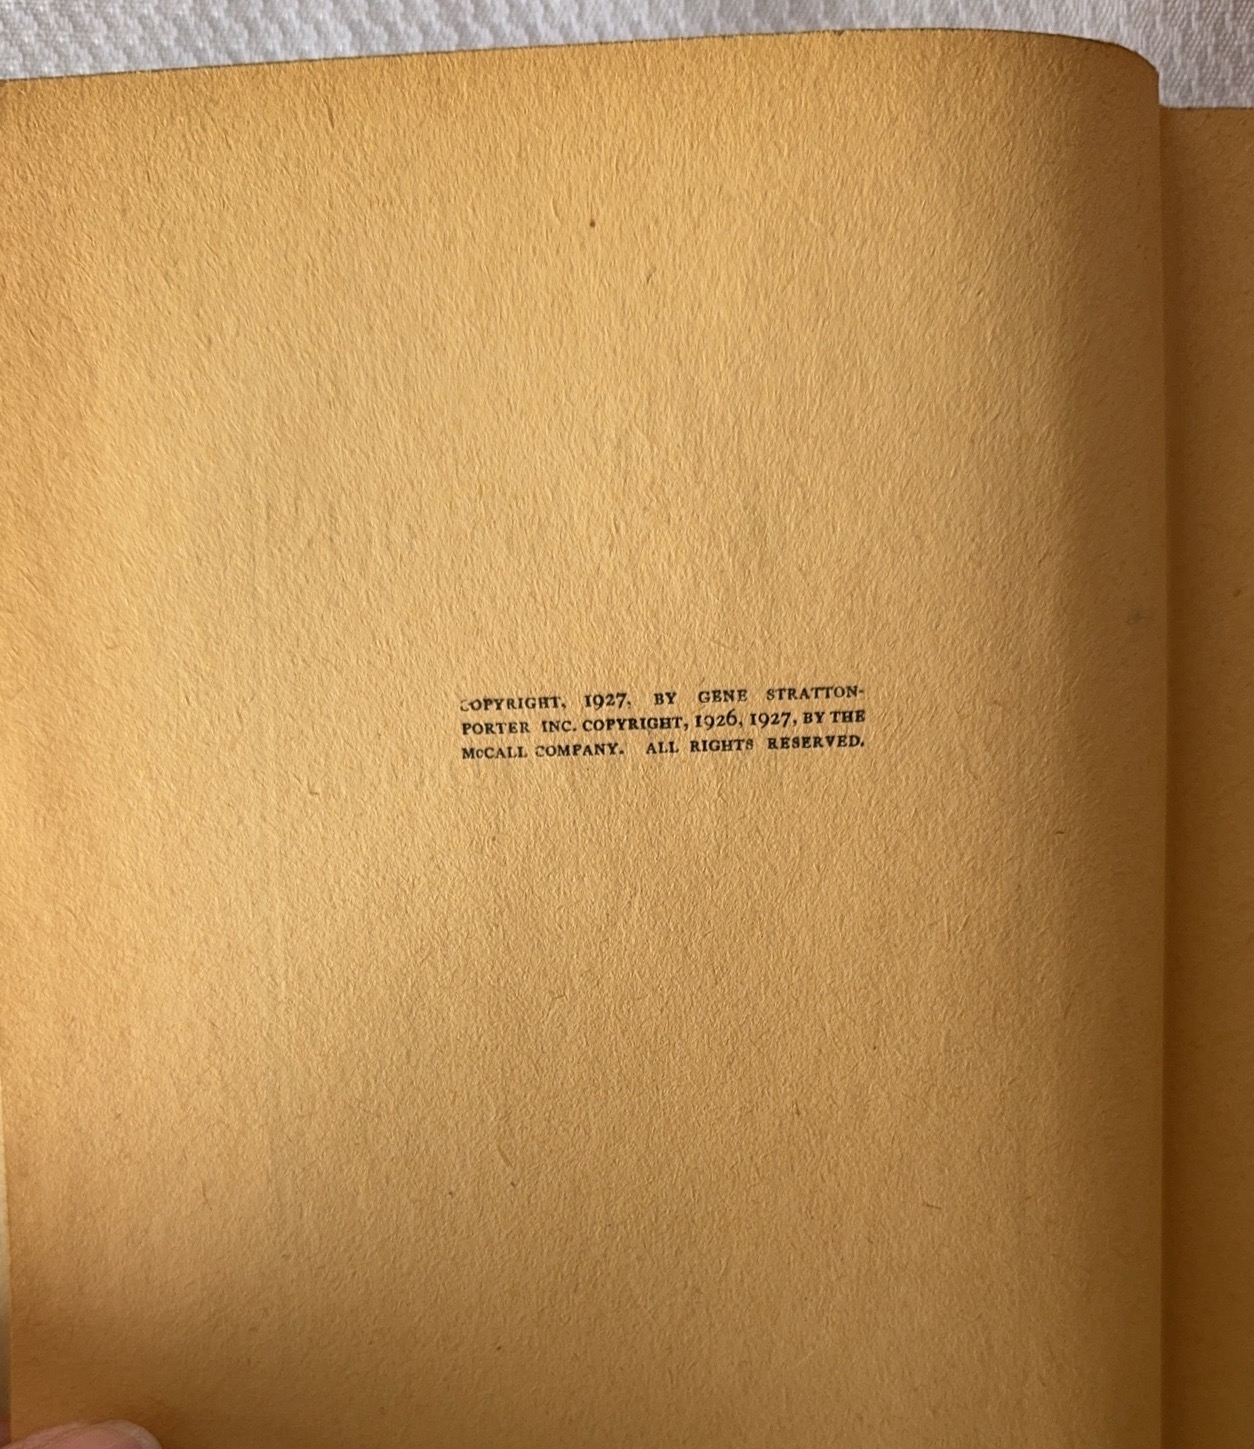 COPYRIGHT, 1927, BY GENE STRATTON-
PORTER INC. COPYRIGHT, 1926, 1927, BY THE
McCALL COMPANY. ALL RIGHTS RESERVED.